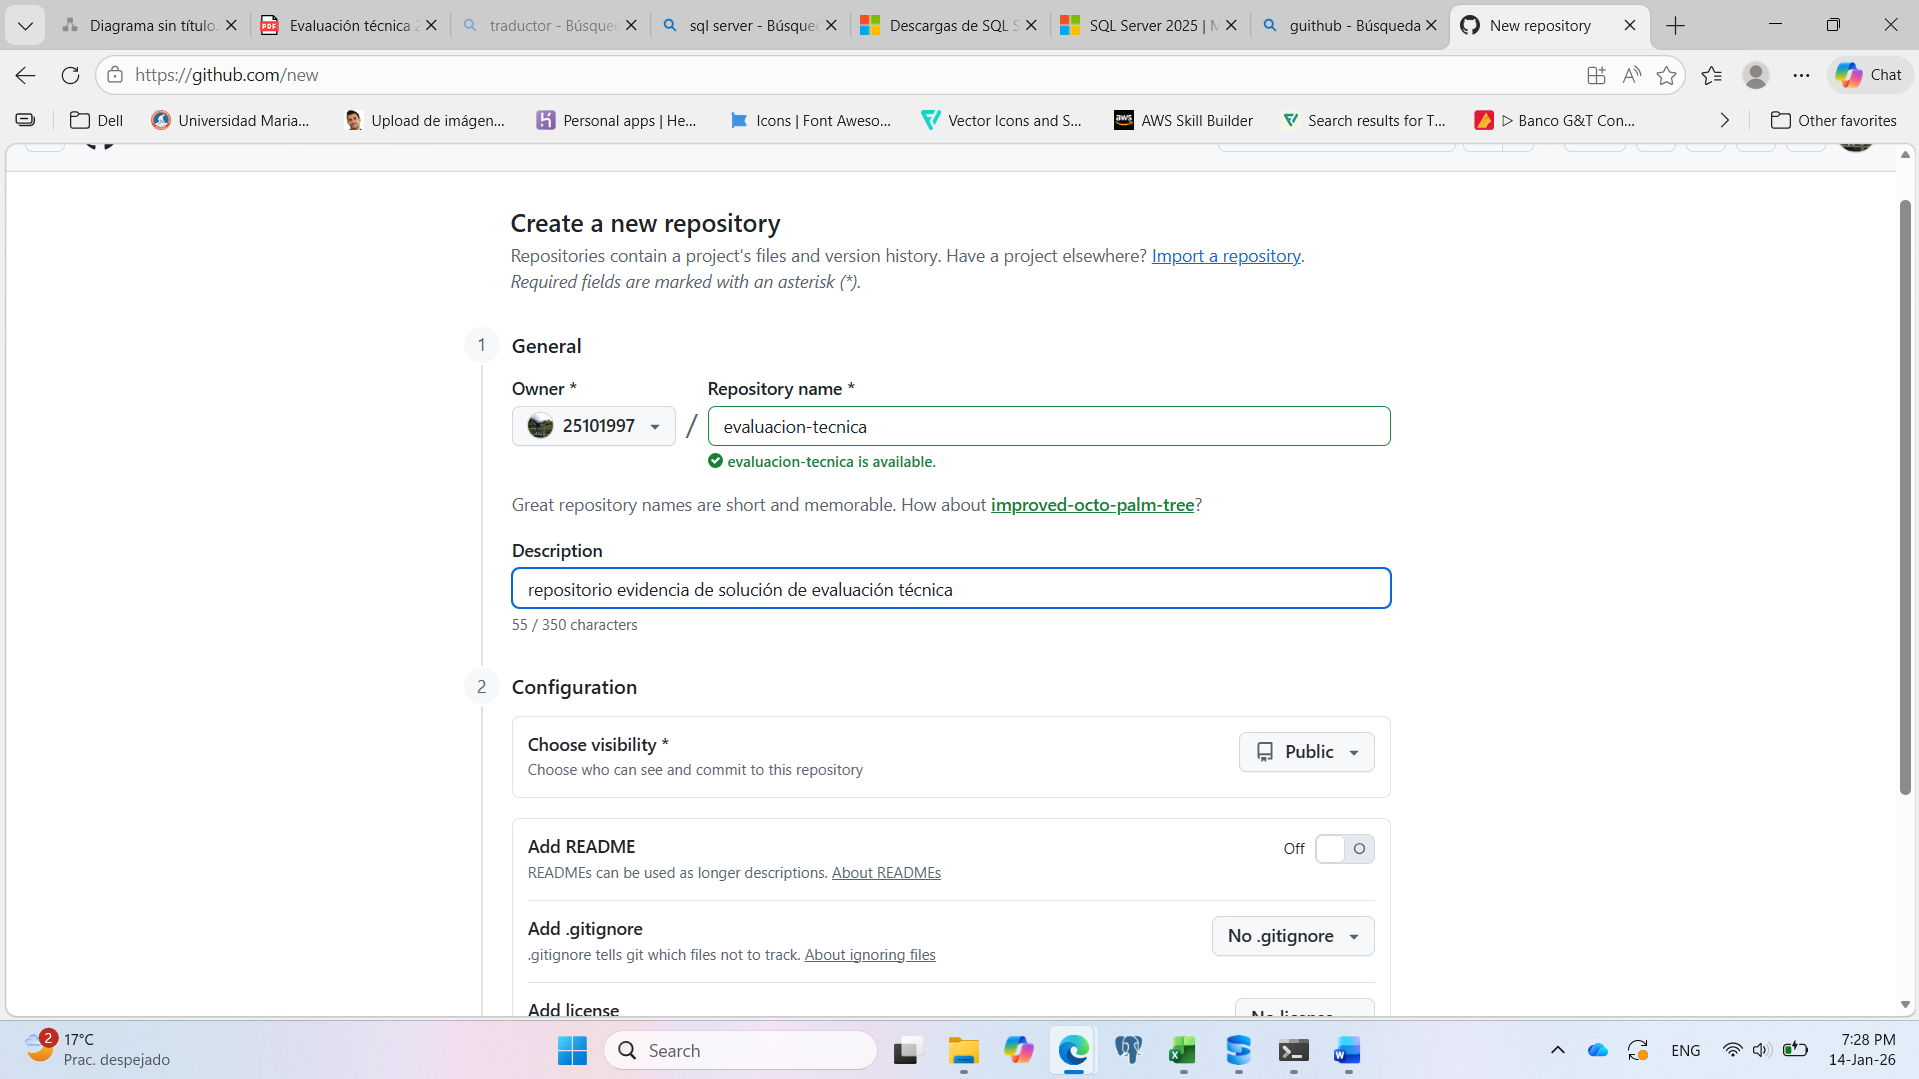 Diagrama sin título.
Evaluación técnica 2
traductor - Búsqued
sql server - Búsqued
Descargas de SQL S
SQL Server 2025 | M
guithub - Búsqueda
New repository
https://github.com/new
Chat
Dell
Universidad Maria...
Upload de imágen...
Personal apps | He...
Icons | Font Aweso...
Vector Icons and S...
AWS Skill Builder
Search results for T...
▷ Banco G&T Con...
Other favorites
Create a new repository
Repositories contain a project's files and version history. Have a project elsewhere? Import a repository.
Required fields are marked with an asterisk (*).
1 General
Owner * Repository name *
25101997 / evaluacion-tecnica
evaluacion-tecnica is available.
Great repository names are short and memorable. How about improved-octo-palm-tree?
Description
repositorio evidencia de solución de evaluación técnica
55 / 350 characters
2 Configuration
Choose visibility *
Choose who can see and commit to this repository
Public
Add README
READMEs can be used as longer descriptions. About READMEs
Off
Add .gitignore
.gitignore tells git which files not to track. About ignoring files
No .gitignore
Add license
No license
2
17°C
Prac. despejado
Search
ENG
7:28 PM
14-Jan-26